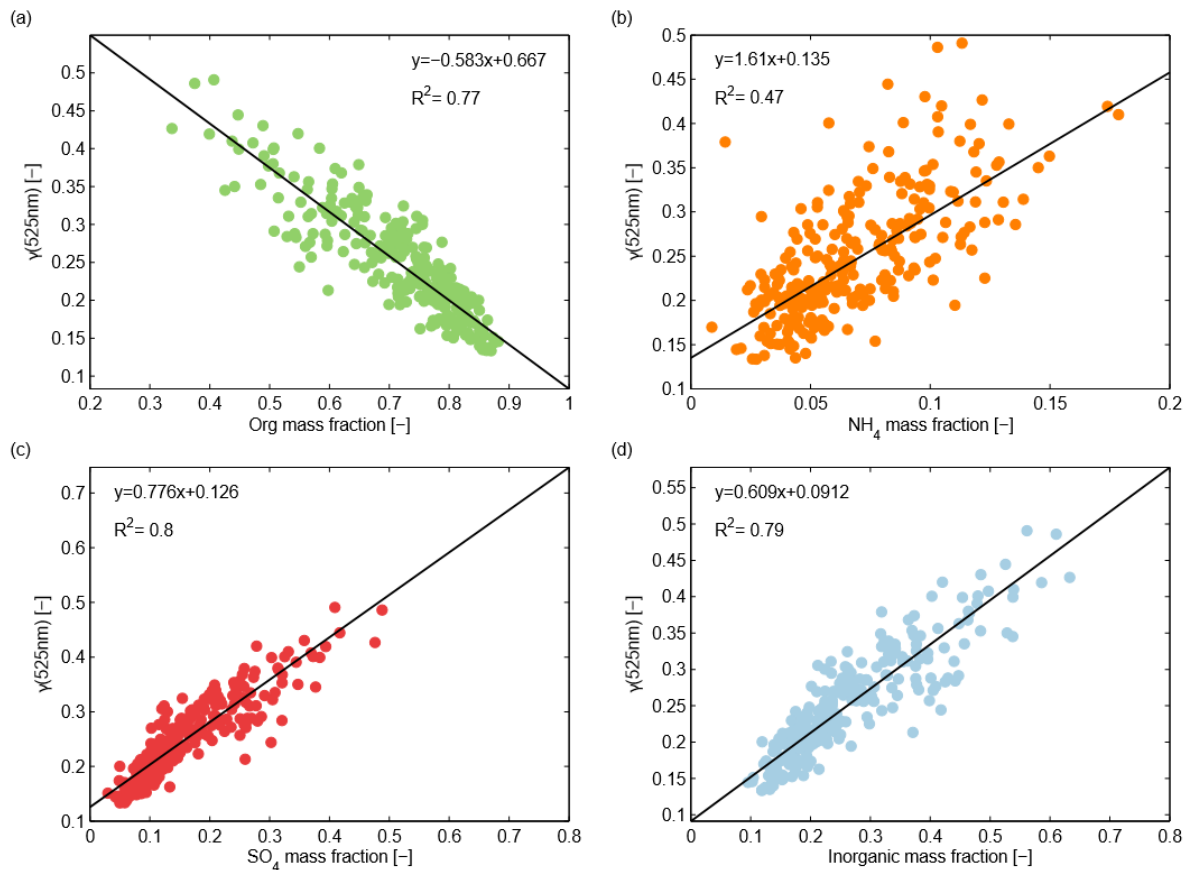 (a)
y=−0.583x+0.667
R²= 0.77
0.5
0.45
0.4
0.35
0.3
0.25
0.2
0.15
0.1
γ(525nm) [−]
0.2 0.3 0.4 0.5 0.6 0.7 0.8 0.9 1
Org mass fraction [−]
(b)
y=1.61x+0.135
R²= 0.47
0.5
0.45
0.4
0.35
0.3
0.25
0.2
0.15
0.1
γ(525nm) [−]
0 0.05 0.1 0.15 0.2
NH₄ mass fraction [−]
(c)
y=0.776x+0.126
R²= 0.8
0.7
0.6
0.5
0.4
0.3
0.2
0.1
γ(525nm) [−]
0 0.1 0.2 0.3 0.4 0.5 0.6 0.7 0.8
SO₄ mass fraction [−]
(d)
y=0.609x+0.0912
R²= 0.79
0.55
0.5
0.45
0.4
0.35
0.3
0.25
0.2
0.15
0.1
γ(525nm) [−]
0 0.1 0.2 0.3 0.4 0.5 0.6 0.7 0.8
Inorganic mass fraction [−]